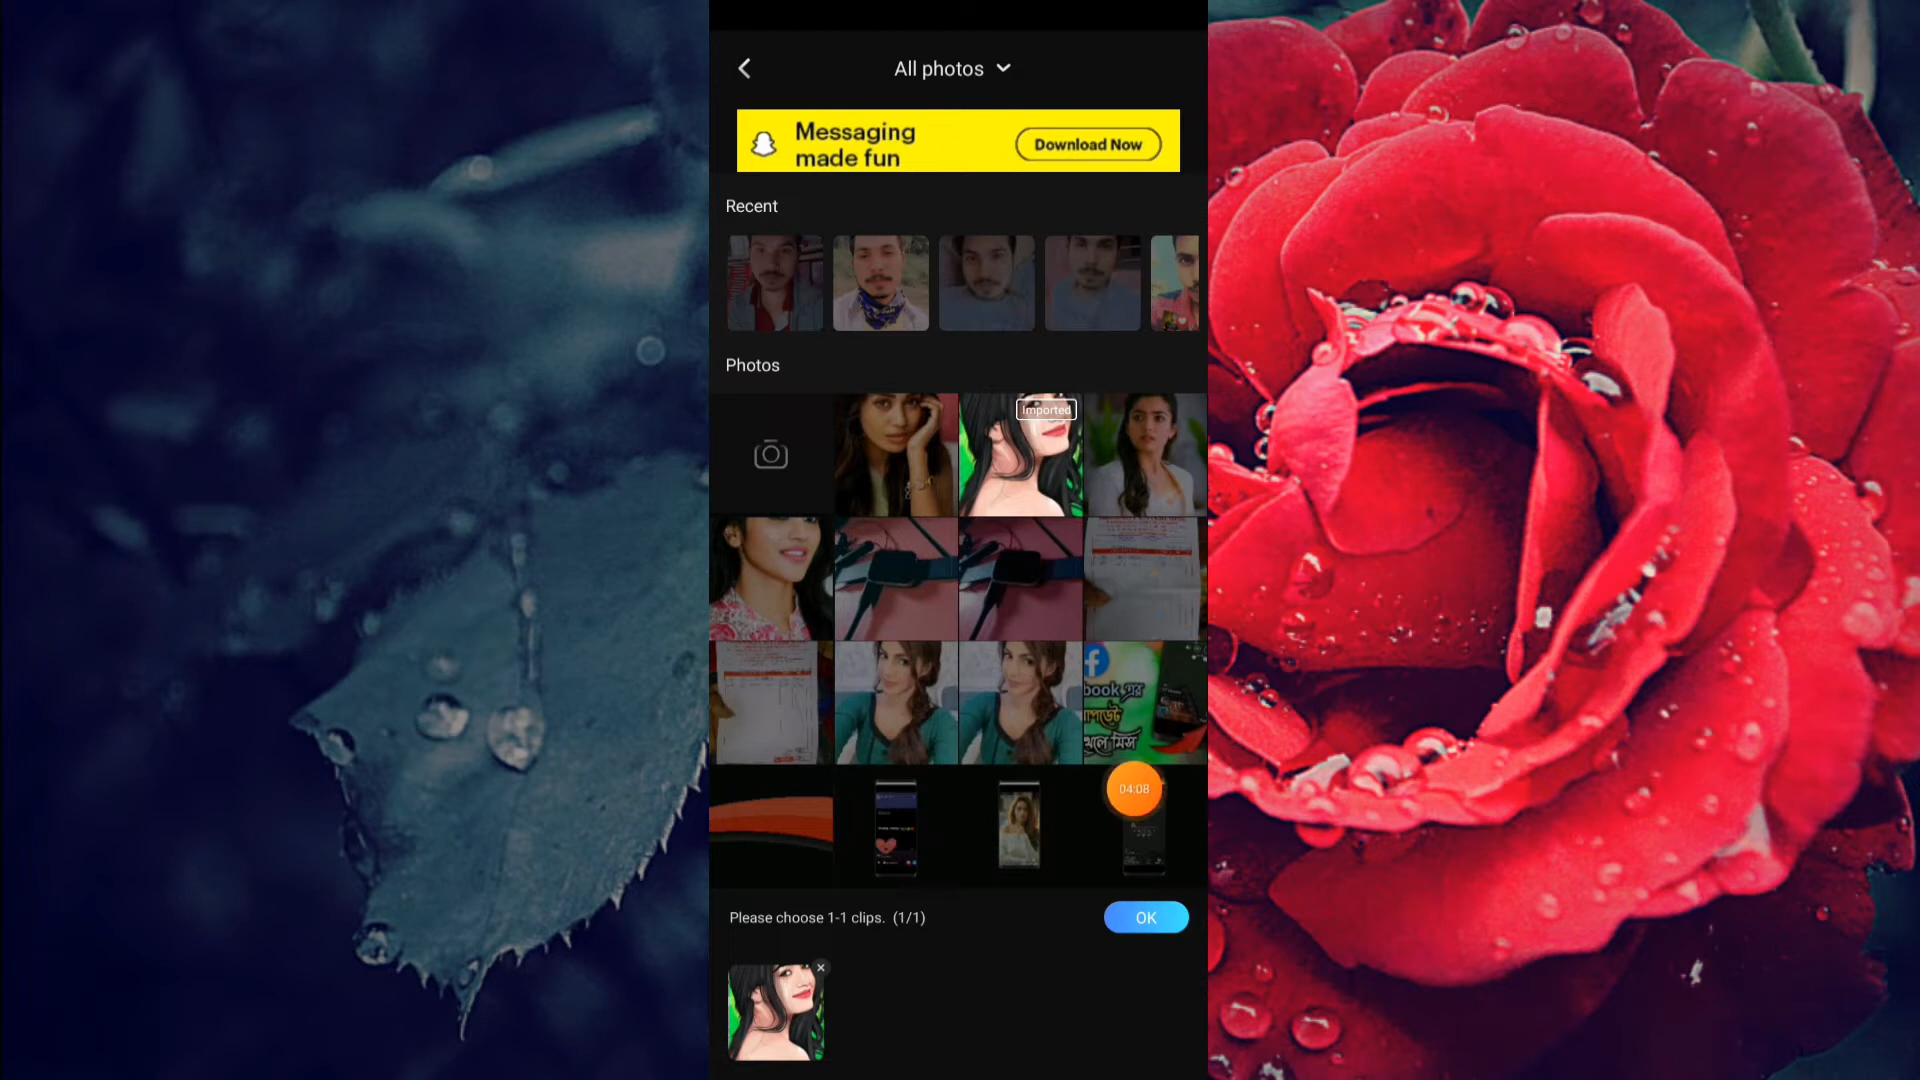 All photos
Messaging
made fun
Download Now
Recent
Photos
Imported
book এর
04:08
Please choose 1-1 clips. (1/1)
OK